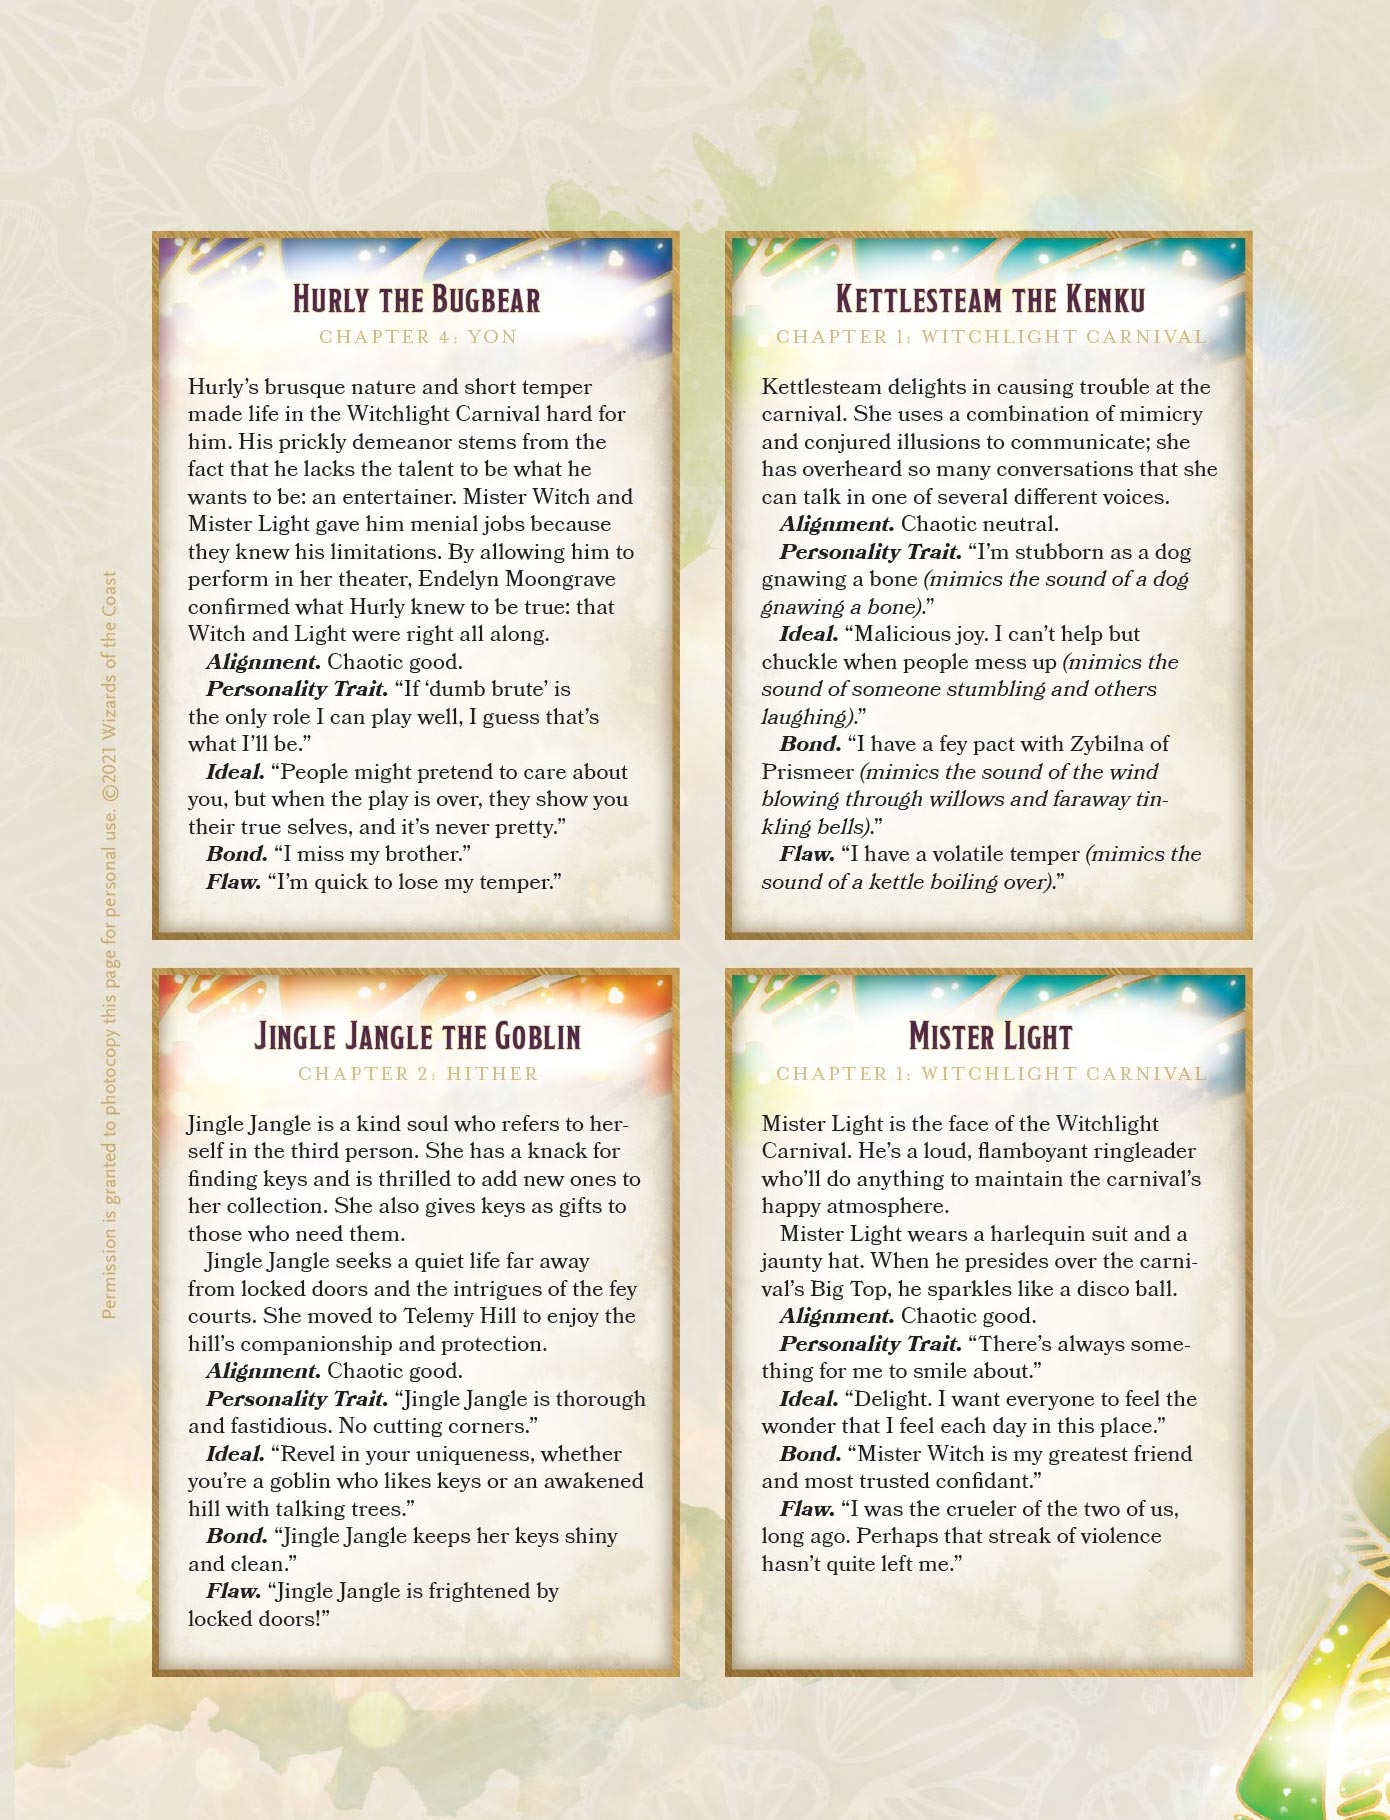 Hurly the Bugbear
Chapter 4: Yon
Hurly’s brusque nature and short temper
made life in the Witchlight Carnival hard for
him. His prickly demeanor stems from the
fact that he lacks the talent to be what he
wants to be: an entertainer. Mister Witch and
Mister Light gave him menial jobs because
they knew his limitations. By allowing him to
perform in her theater, Endelyn Moongrave
confirmed what Hurly knew to be true: that
Witch and Light were right all along.
Alignment. Chaotic good.
Personality Trait. “If ‘dumb brute’ is
the only role I can play well, I guess that’s
what I’ll be.”
Ideal. “People might pretend to care about
you, but when the play is over, they show you
their true selves, and it’s never pretty.”
Bond. “I miss my brother.”
Flaw. “I’m quick to lose my temper.”
Kettlesteam the Kenku
Chapter 1: Witchlight Carnival
Kettlesteam delights in causing trouble at the
carnival. She uses a combination of mimicry
and conjured illusions to communicate; she
has overheard so many conversations that she
can talk in one of several different voices.
Alignment. Chaotic neutral.
Personality Trait. “I’m stubborn as a dog
gnawing a bone (mimics the sound of a dog
gnawing a bone).”
Ideal. “Malicious joy. I can’t help but
chuckle when people mess up (mimics the
sound of someone stumbling and others
laughing).”
Bond. “I have a fey pact with Zybilna of
Prismeer (mimics the sound of the wind
blowing through willows and faraway tin-
kling bells).”
Flaw. “I have a volatile temper (mimics the
sound of a kettle boiling over).”
Jingle Jangle the Goblin
Chapter 2: Hither
Jingle Jangle is a kind soul who refers to her-
self in the third person. She has a knack for
finding keys and is thrilled to add new ones to
her collection. She also gives keys as gifts to
those who need them.
Jingle Jangle seeks a quiet life far away
from locked doors and the intrigues of the fey
courts. She moved to Telemy Hill to enjoy the
hill’s companionship and protection.
Alignment. Chaotic good.
Personality Trait. “Jingle Jangle is thorough
and fastidious. No cutting corners.”
Ideal. “Revel in your uniqueness, whether
you’re a goblin who likes keys or an awakened
hill with talking trees.”
Bond. “Jingle Jangle keeps her keys shiny
and clean.”
Flaw. “Jingle Jangle is frightened by
locked doors!”
Mister Light
Chapter 1: Witchlight Carnival
Mister Light is the face of the Witchlight
Carnival. He’s a loud, flamboyant ringleader
who’ll do anything to maintain the carnival’s
happy atmosphere.
Mister Light wears a harlequin suit and a
jaunty hat. When he presides over the carni-
val’s Big Top, he sparkles like a disco ball.
Alignment. Chaotic good.
Personality Trait. “There’s always some-
thing for me to smile about.”
Ideal. “Delight. I want everyone to feel the
wonder that I feel each day in this place.”
Bond. “Mister Witch is my greatest friend
and most trusted confidant.”
Flaw. “I was the crueler of the two of us,
long ago. Perhaps that streak of violence
hasn’t quite left me.”
Permission is granted to photocopy this page for personal use. ©2021 Wizards of the Coast